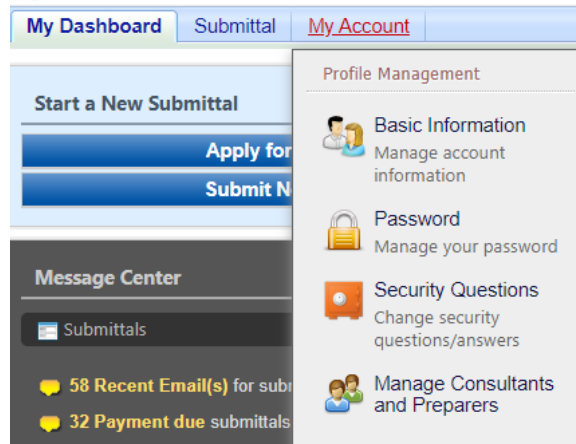 My Dashboard Submittal My Account
Profile Management
Start a New Submittal
Basic Information
Manage account
information
Apply for
Submit
Password
Manage your password
Message Center
Security Questions
Change security
questions/answers
Submittals
58 Recent Email(s) for
32 Payment due submittals
Manage Consultants
and Preparers